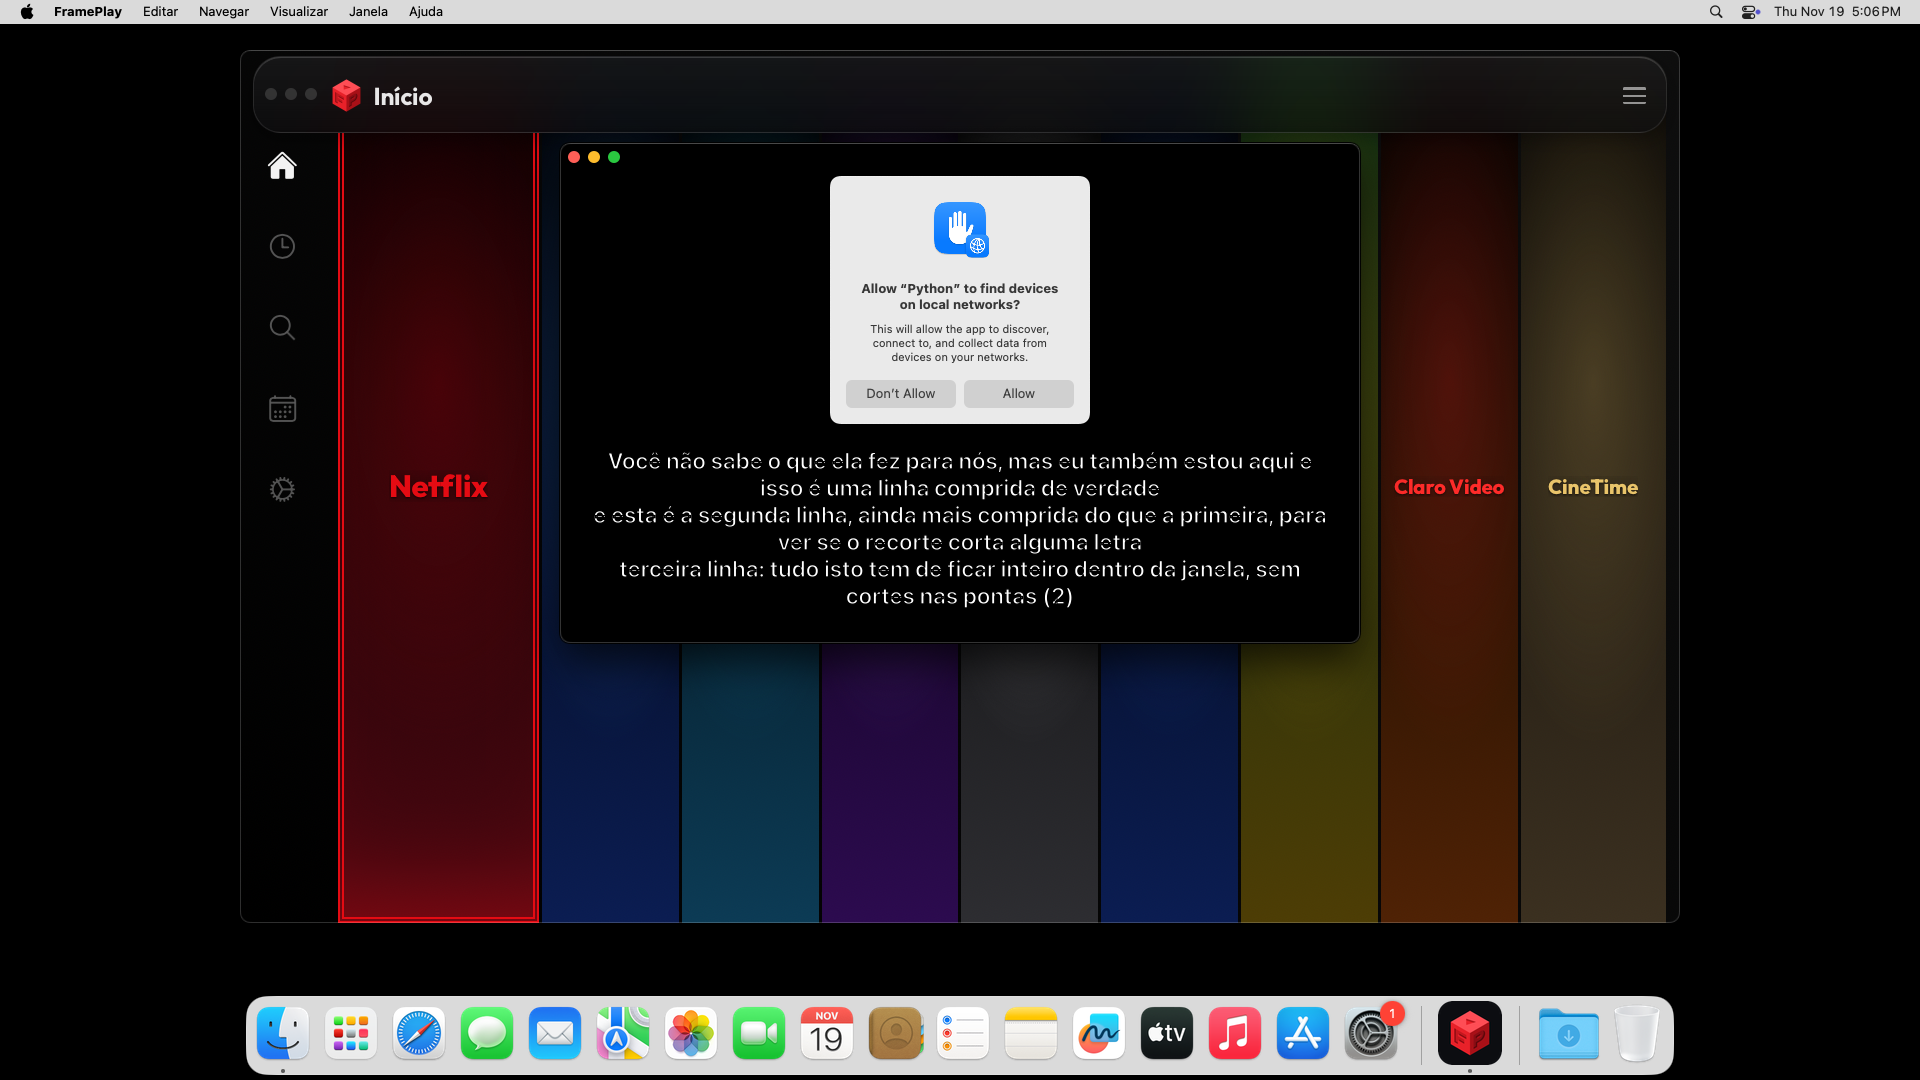 FramePlay Editar Navegar Visualizar Janela Ajuda Thu Nov 19 5:06 PM
Início
Allow “Python” to find devices
on local networks?
This will allow the app to discover,
connect to, and collect data from
devices on your networks.
Don’t Allow Allow
Você não sabe o que ela fez para nós, mas eu também estou aqui e
isso é uma linha comprida de verdade
e esta é a segunda linha, ainda mais comprida do que a primeira, para
ver se o recorte corta alguma letra
terceira linha: tudo isto tem de ficar inteiro dentro da janela, sem
cortes nas pontas (2)
Netflix
Claro Video
CineTime
NOV
19
tv
1